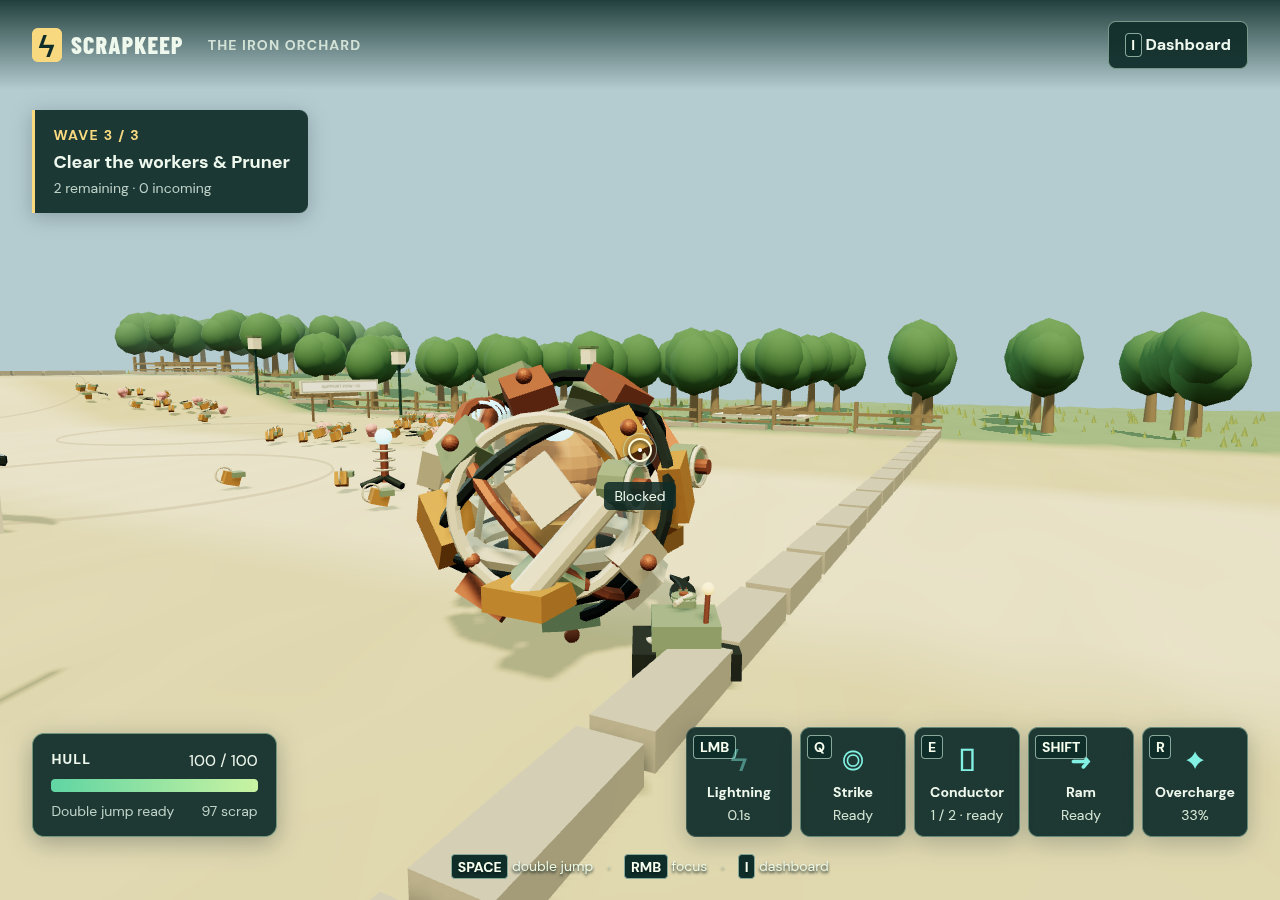 SCRAPKEEP
THE IRON ORCHARD
I Dashboard
WAVE 3 / 3
Clear the workers & Pruner
2 remaining · 0 incoming
Blocked
HULL
100 / 100
Double jump ready
97 scrap
LMB
Lightning
0.1s
Q
Strike
Ready
E
Conductor
1 / 2 · ready
SHIFT
Ram
Ready
R
Overcharge
33%
SPACE double jump · RMB focus · I dashboard